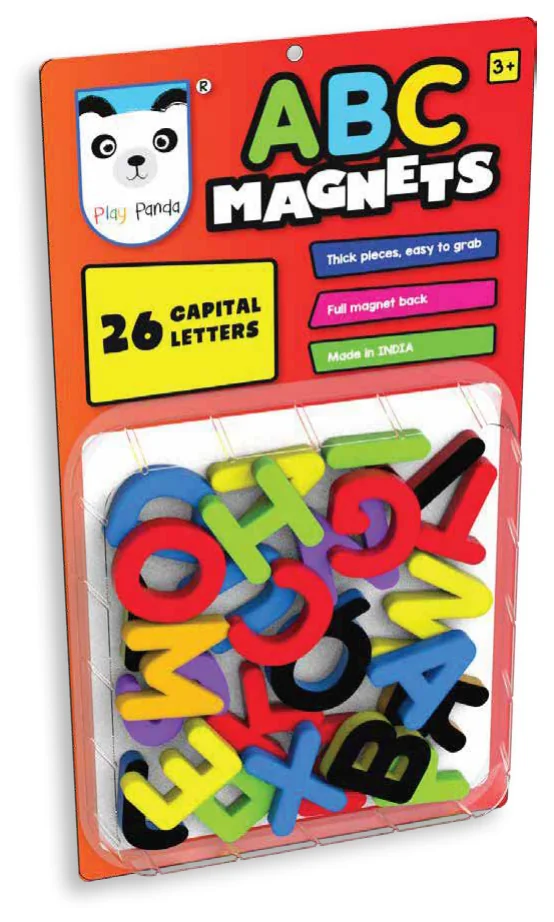 3+
®
Play Panda
ABC
MAGNETS
Thick pieces, easy to grab
Full magnet back
Made in INDIA
26 CAPITAL
LETTERS
H
G
O
C
M
W
A
Q
E
X
B